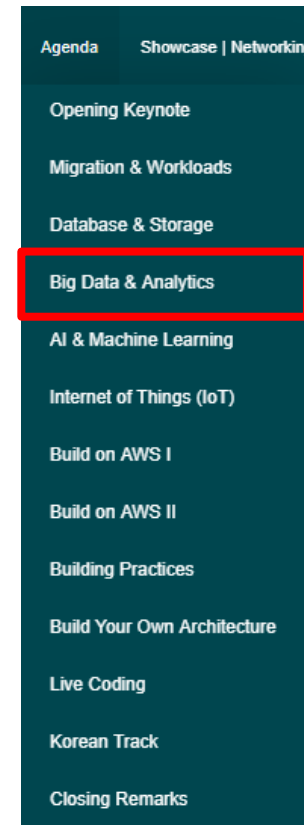 Agenda Showcase | Networkin
Opening Keynote
Migration & Workloads
Database & Storage
Big Data & Analytics
AI & Machine Learning
Internet of Things (IoT)
Build on AWS I
Build on AWS II
Building Practices
Build Your Own Architecture
Live Coding
Korean Track
Closing Remarks